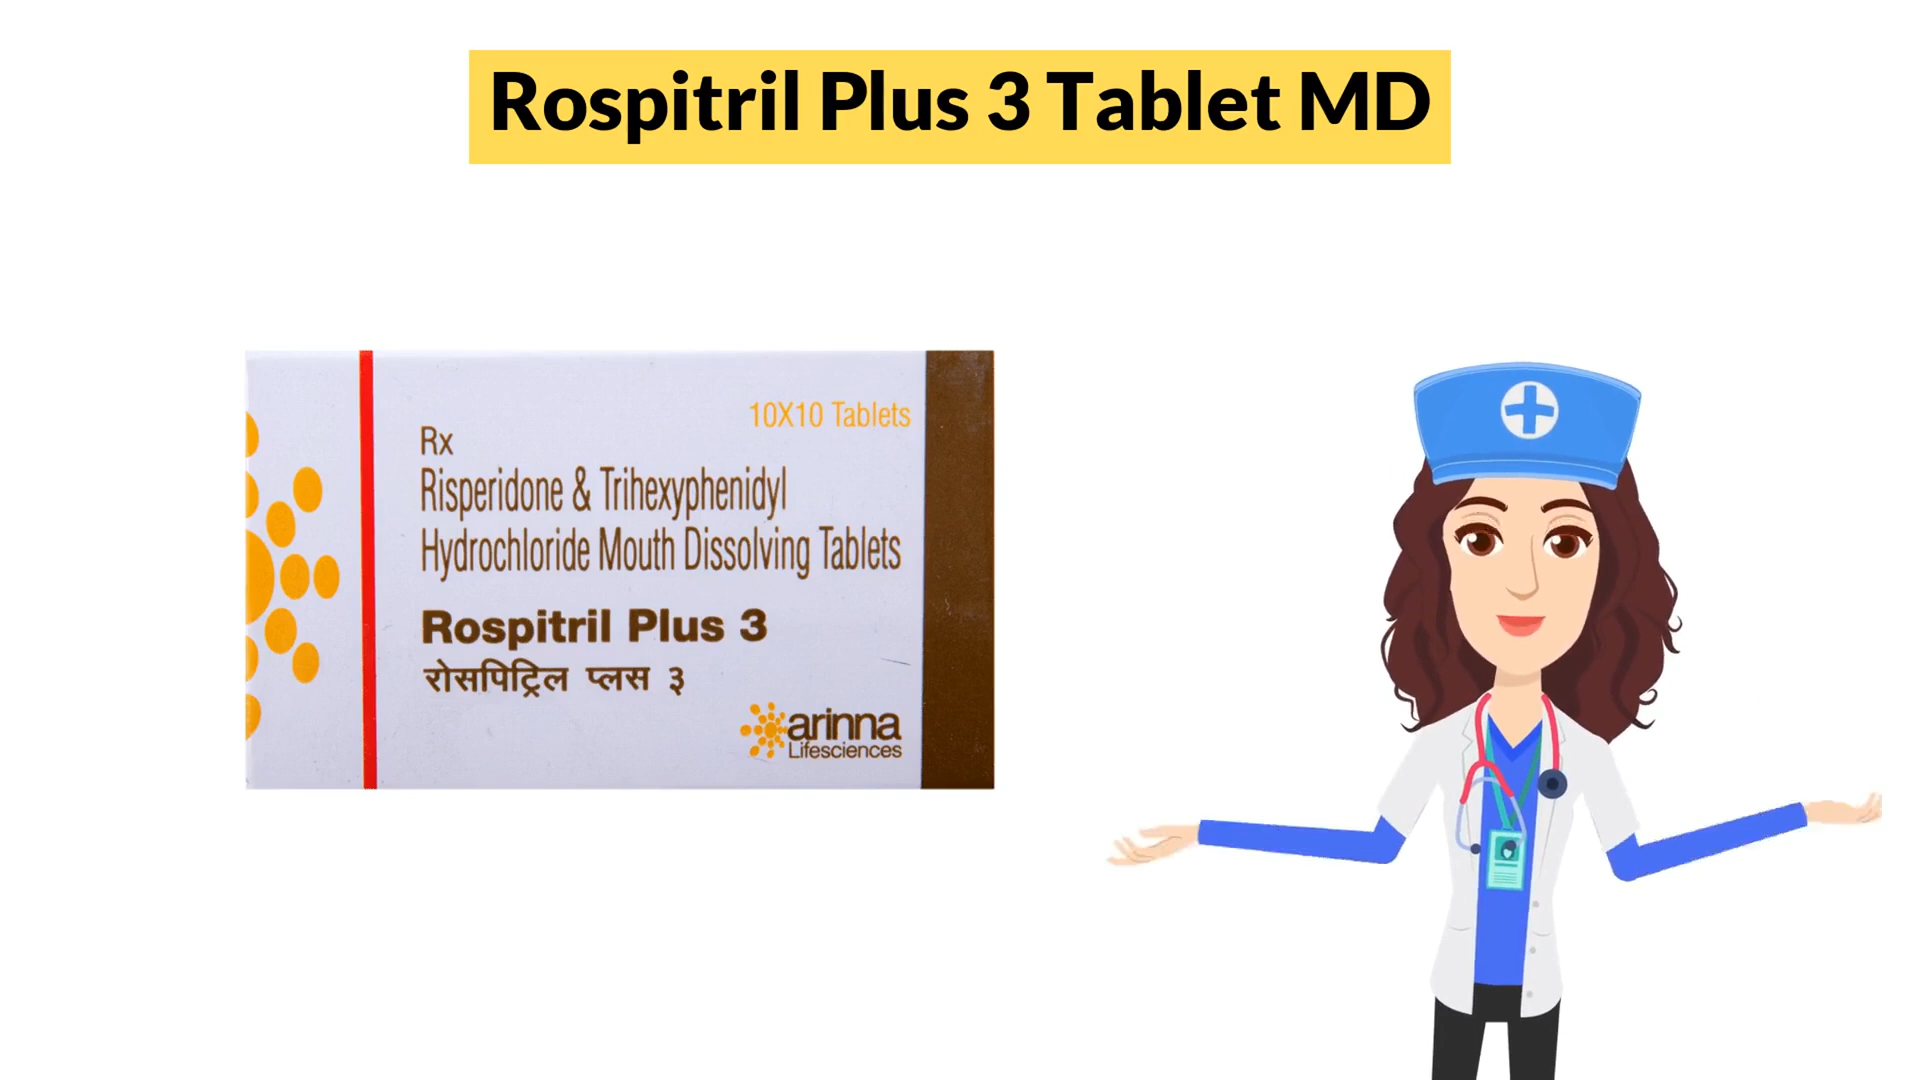 Rospitril Plus 3 Tablet MD
10X10 Tablets
Rx
Risperidone & Trihexyphenidyl
Hydrochloride Mouth Dissolving Tablets
Rospitril Plus 3
रोसपिट्रिल प्लस ३
arinna
Lifesciences